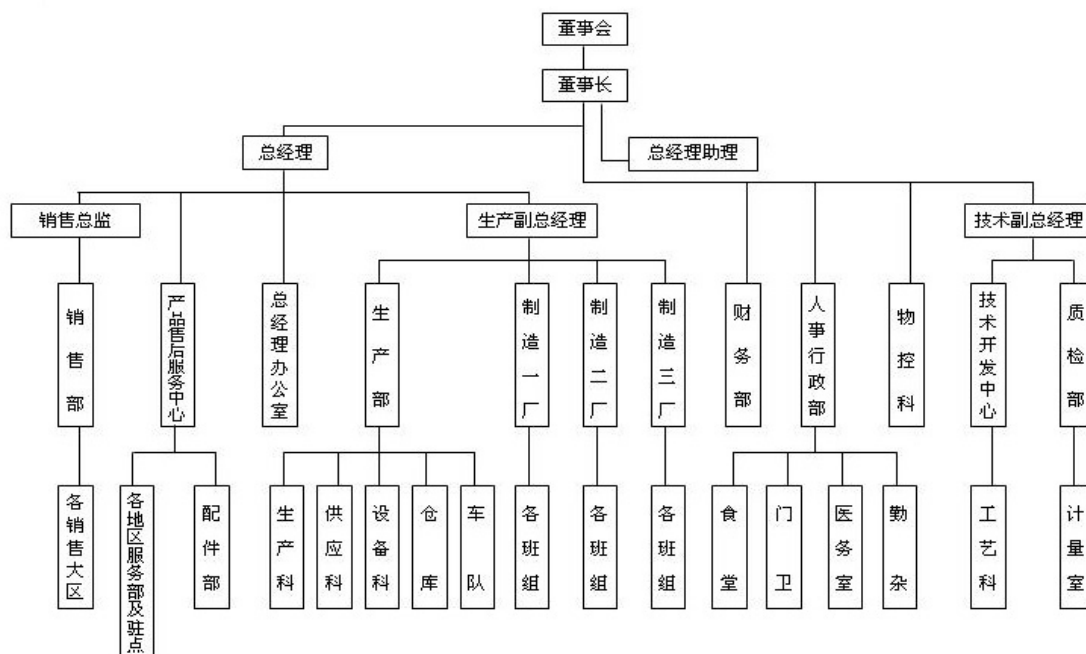 董事会
董事长
总经理
总经理助理
销售总监
生产副总经理
技术副总经理
销售部
产品售后服务中心
总经理办公室
生产部
制造一厂
制造二厂
制造三厂
财务部
人事行政部
物控科
技术开发中心
质检部
各销售大区
各地区服务部及驻点
配件部
生产科
供应科
设备科
仓库
车队
各班组
各班组
各班组
食堂
门卫
医务室
勤杂
工艺科
计量室